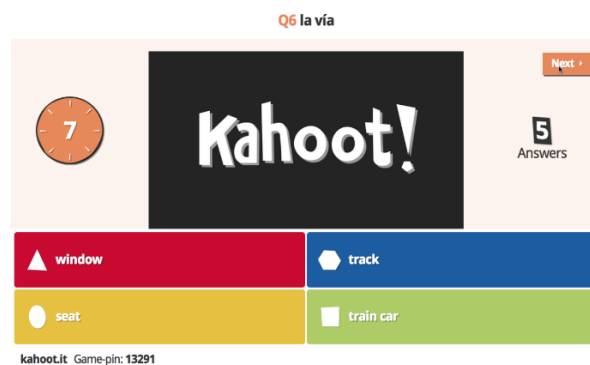 Q6 la vía
Next
7
Kahoot!
5
Answers
window
track
seat
train car
kahoot.it Game-pin: 13291